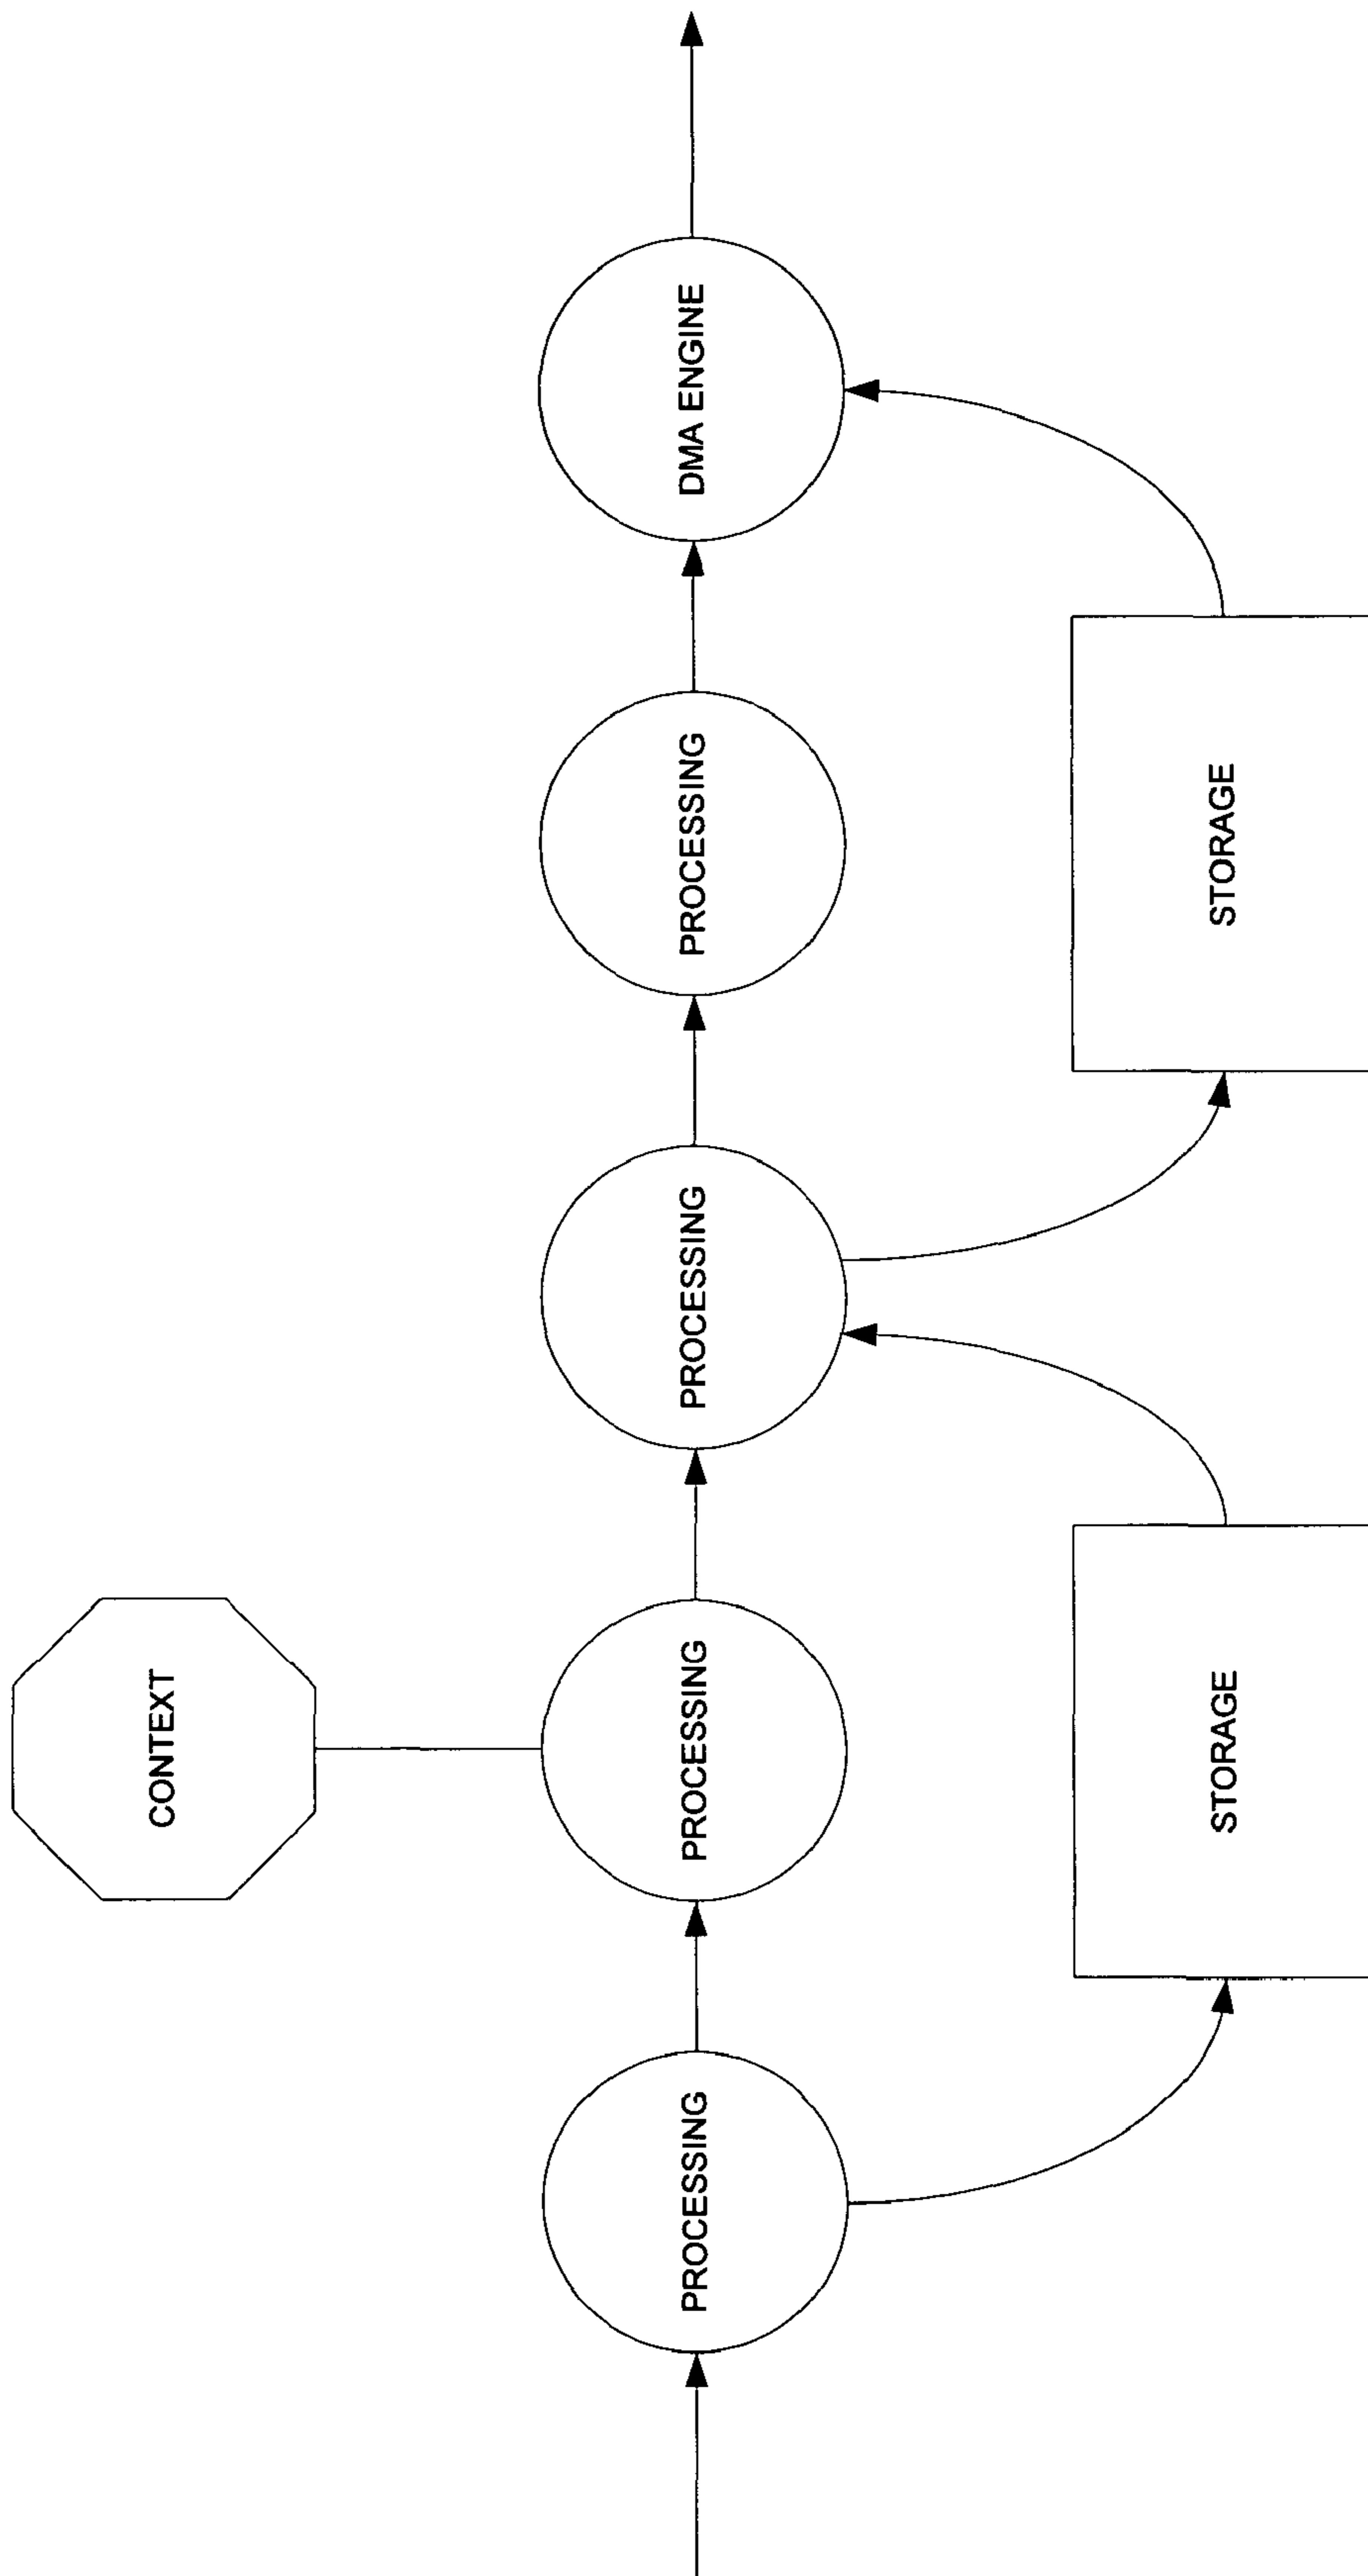 CONTEXT
PROCESSING
PROCESSING
PROCESSING
PROCESSING
DMA ENGINE
STORAGE
STORAGE